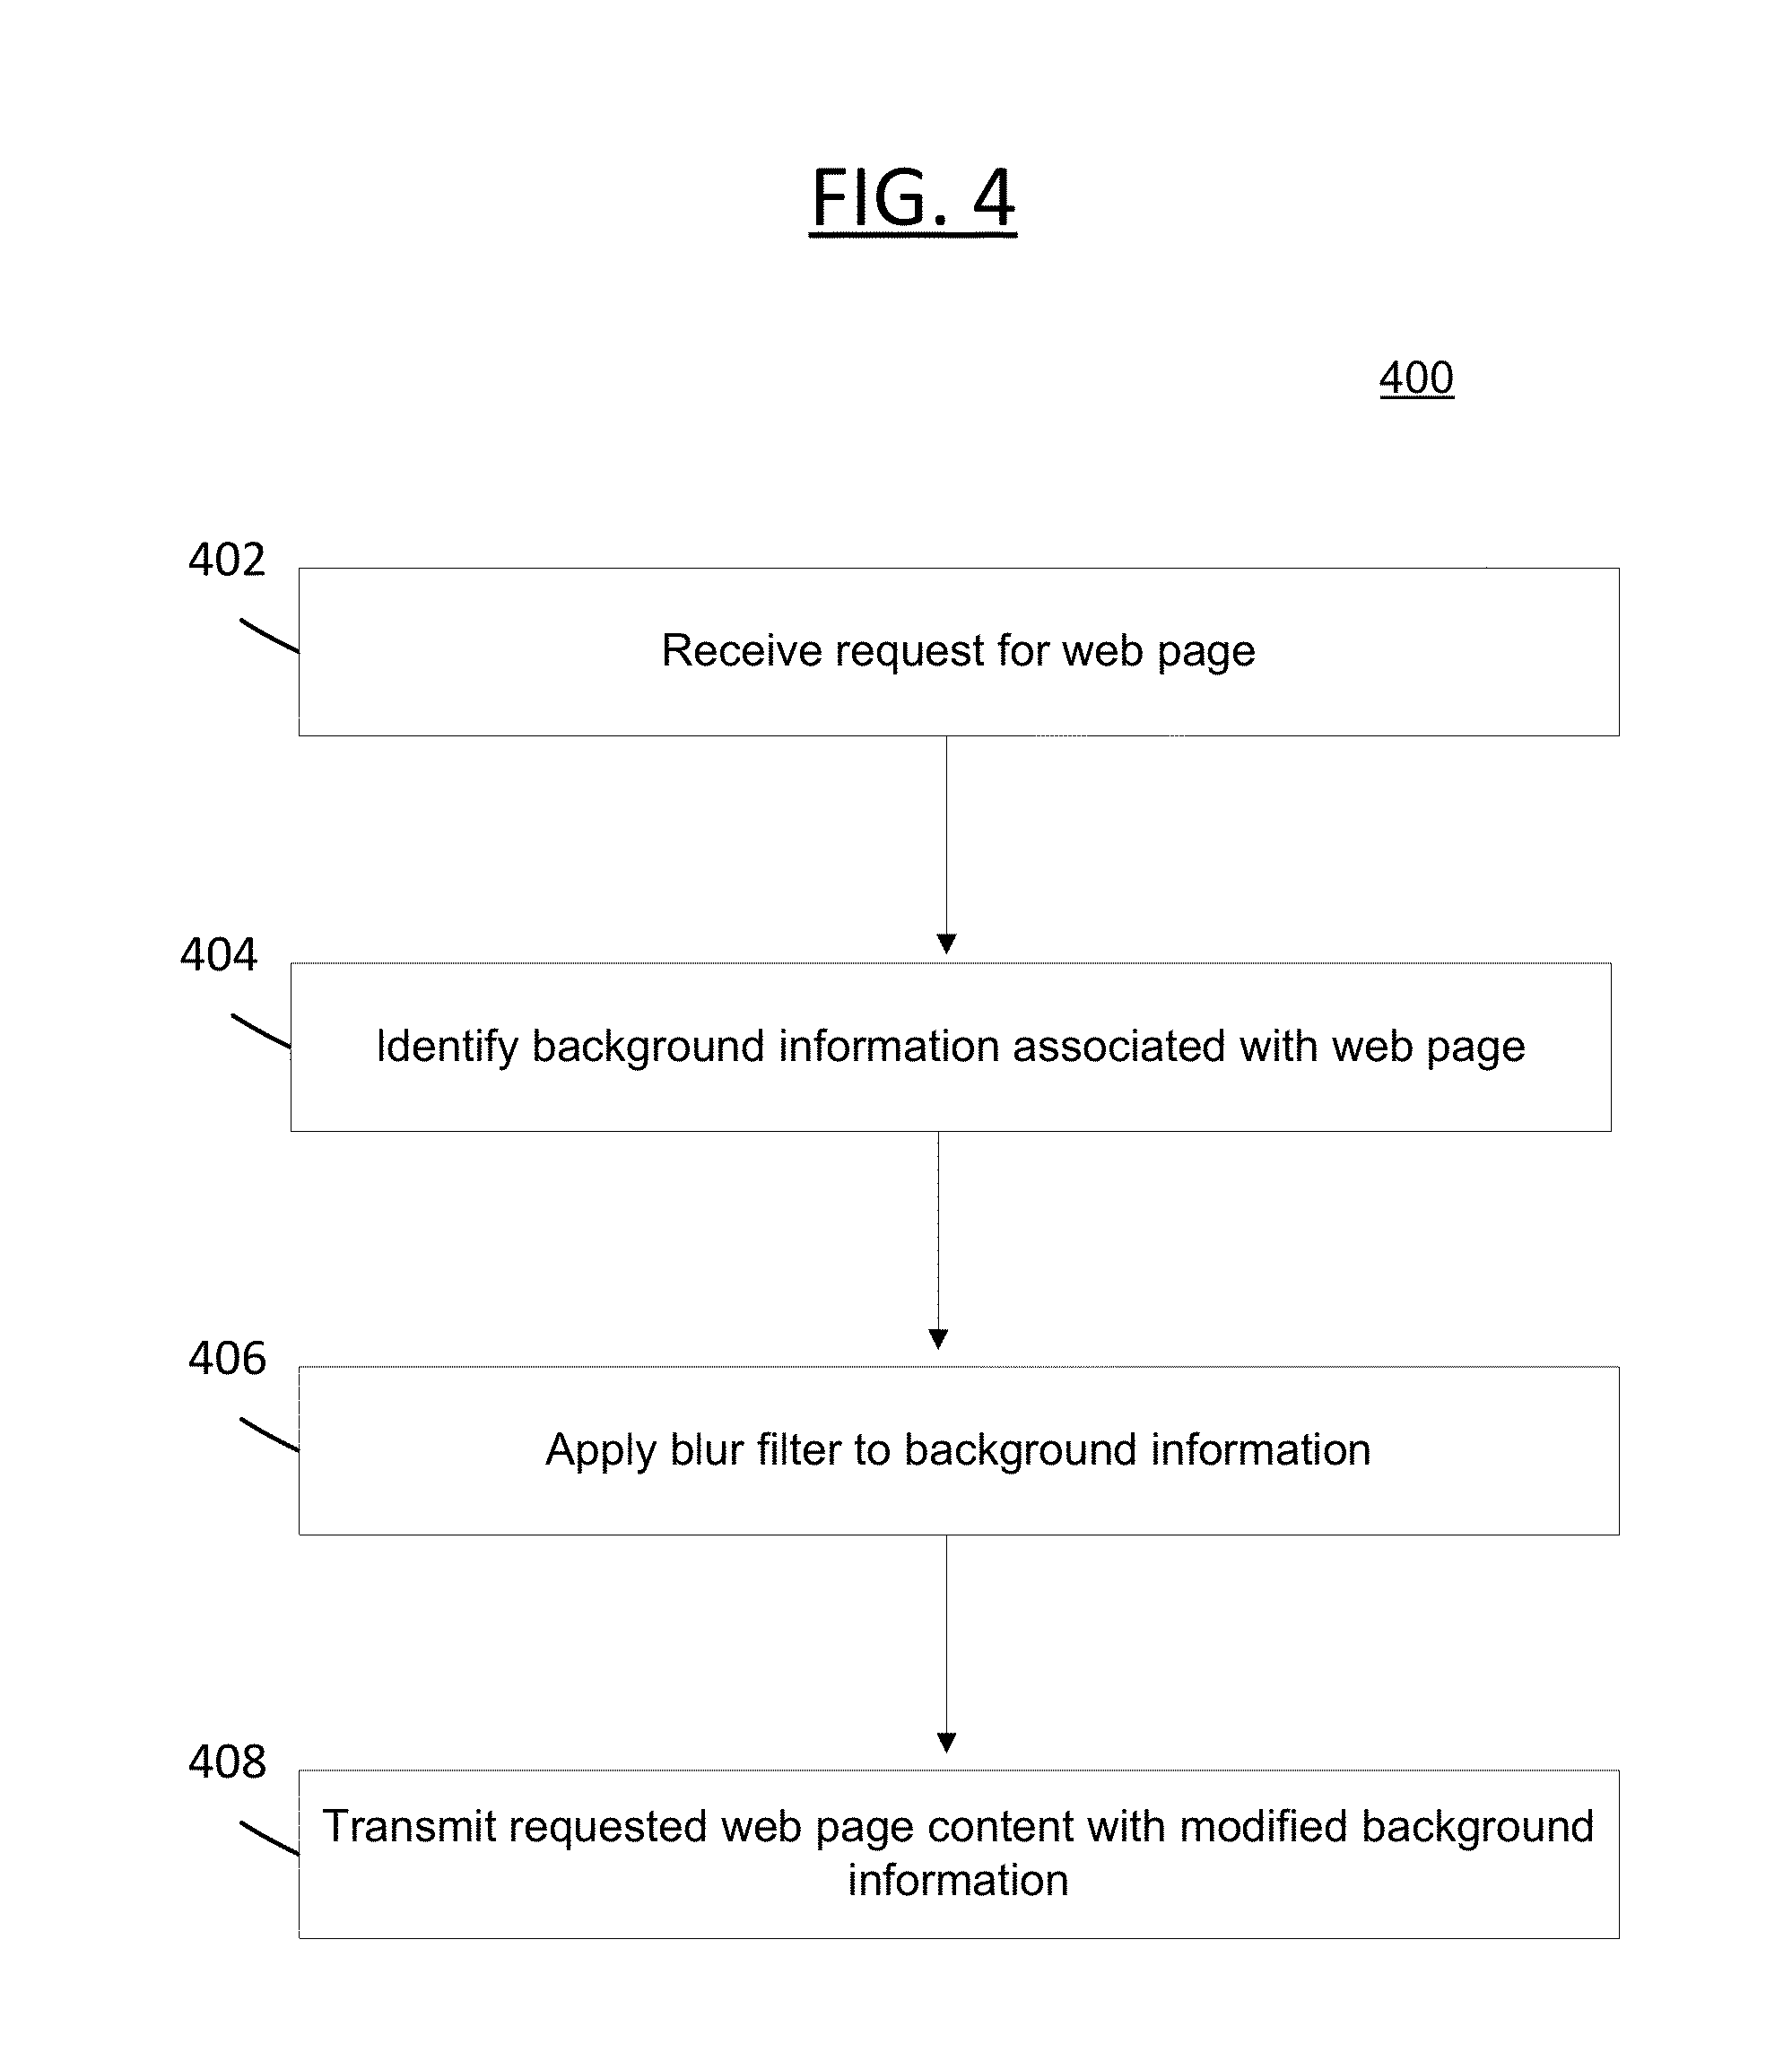 FIG. 4
400
402
Receive request for web page
404
Identify background information associated with web page
406
Apply blur filter to background information
408
Transmit requested web page content with modified background
information